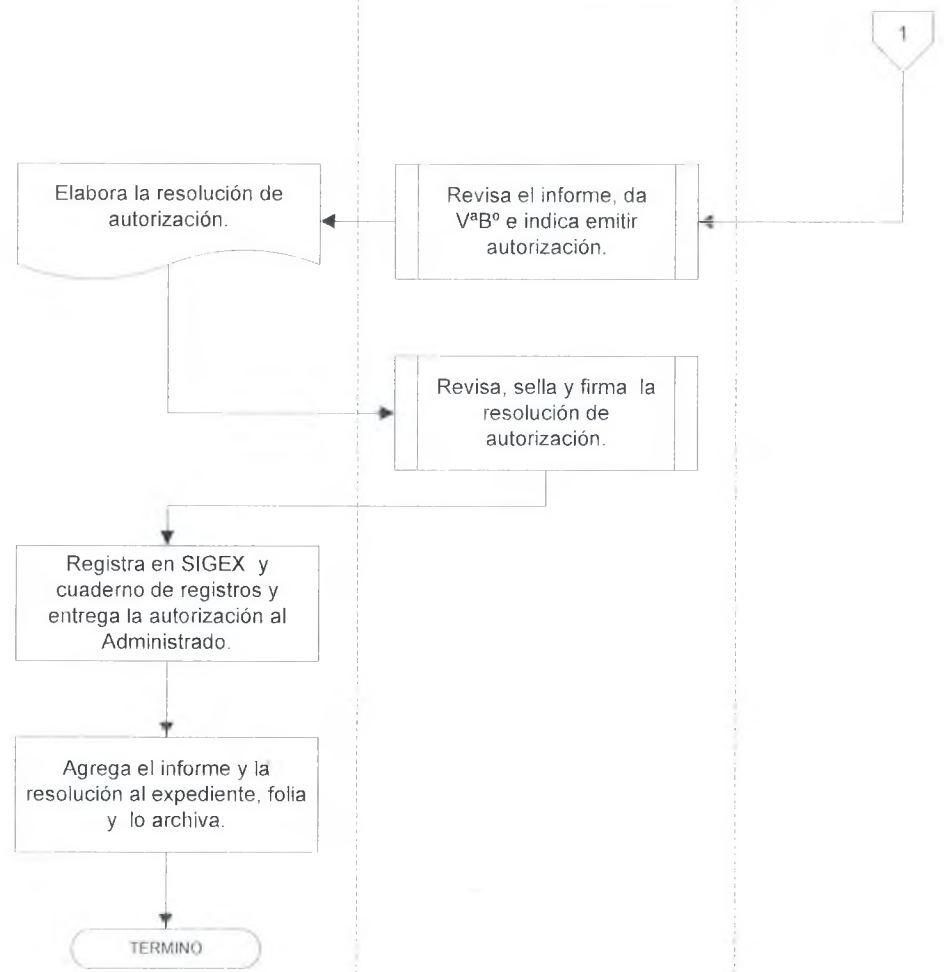 1
Revisa el informe, da
VªBº e indica emitir
autorización.
Elabora la resolución de
autorización.
Revisa, sella y firma la
resolución de
autorización.
Registra en SIGEX y
cuaderno de registros y
entrega la autorización al
Administrado.
Agrega el informe y la
resolución al expediente, folia
y lo archiva.
TERMINO